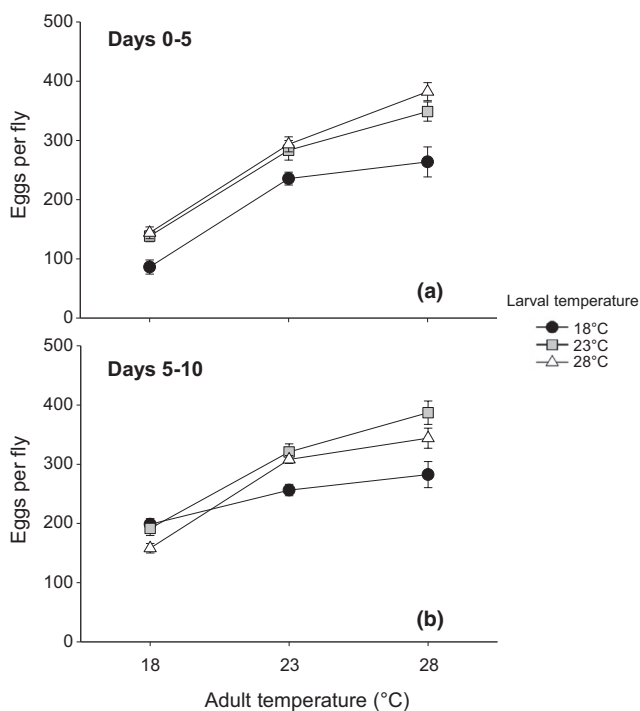 500
Days 0-5
400
300
200
100
0
Eggs per fly
(a)
Larval temperature
18°C
23°C
28°C
500
Days 5-10
400
300
200
100
0
Eggs per fly
(b)
18 23 28
Adult temperature (°C)